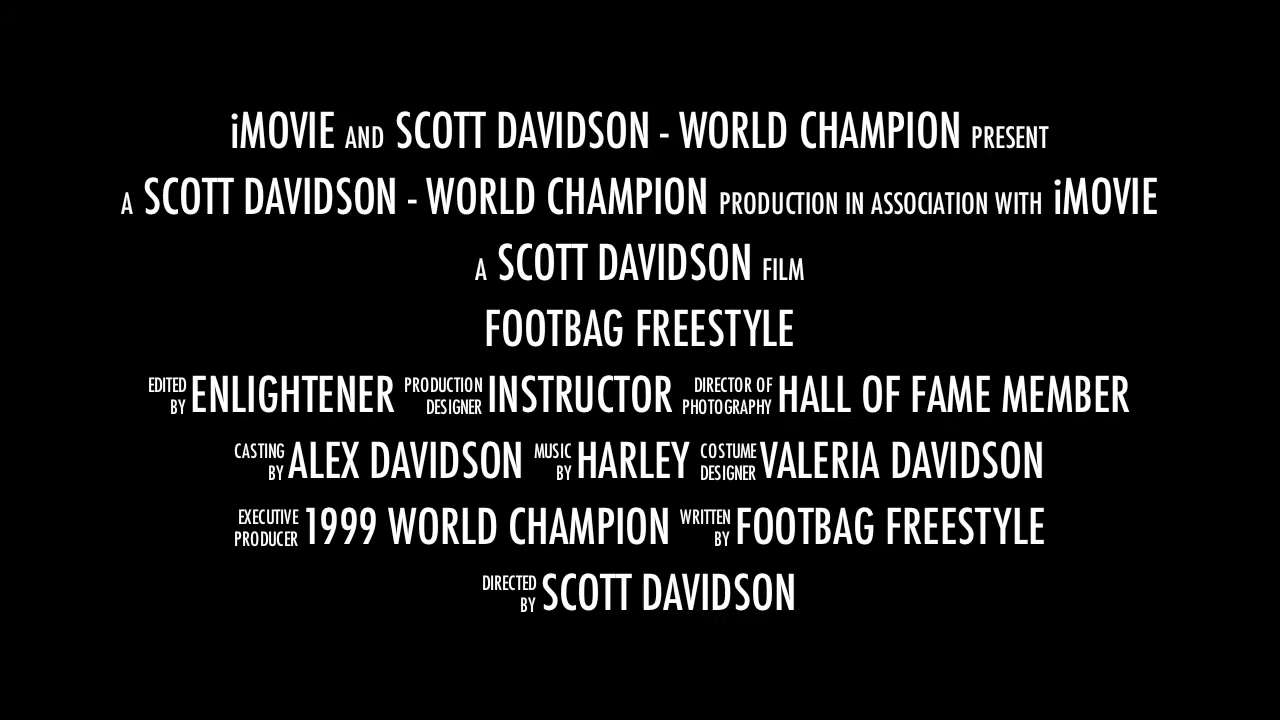 iMOVIE AND SCOTT DAVIDSON - WORLD CHAMPION PRESENT
A SCOTT DAVIDSON - WORLD CHAMPION PRODUCTION IN ASSOCIATION WITH iMOVIE
A SCOTT DAVIDSON FILM
FOOTBAG FREESTYLE
EDITED BY ENLIGHTENER PRODUCTION DESIGNER INSTRUCTOR DIRECTOR OF PHOTOGRAPHY HALL OF FAME MEMBER
CASTING BY ALEX DAVIDSON MUSIC BY HARLEY COSTUME DESIGNER VALERIA DAVIDSON
EXECUTIVE PRODUCER 1999 WORLD CHAMPION WRITTEN BY FOOTBAG FREESTYLE
DIRECTED BY SCOTT DAVIDSON